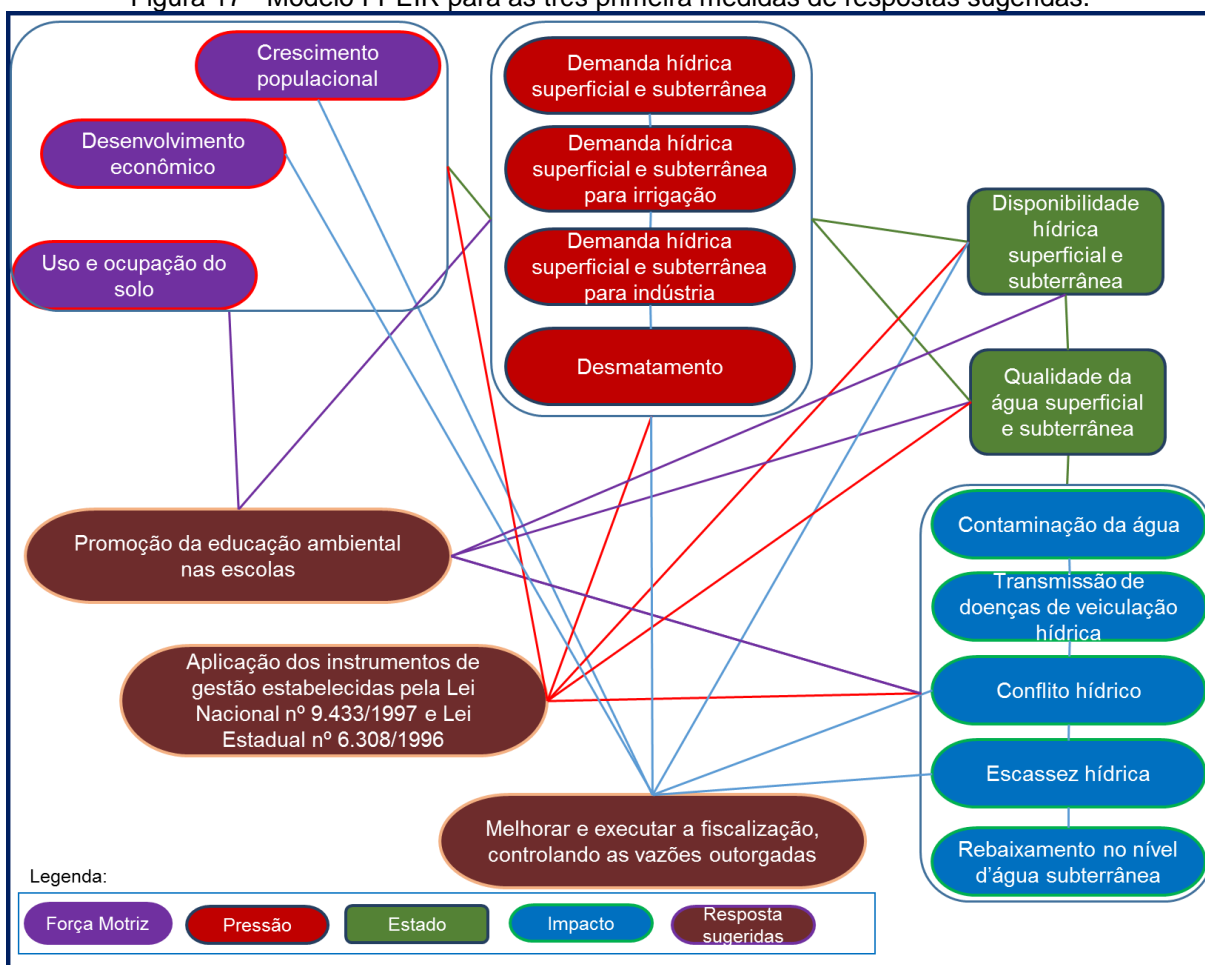 Figura 17 - Modelo FPEIR para as três primeira medidas de respostas sugeridas.
Crescimento
populacional
Desenvolvimento
econômico
Uso e ocupação do
solo
Demanda hídrica
superficial e subterrânea
Demanda hídrica
superficial e subterrânea
para irrigação
Demanda hídrica
superficial e subterrânea
para indústria
Desmatamento
Disponibilidade
hídrica
superficial e
subterrânea
Qualidade da
água superficial
e subterrânea
Promoção da educação ambiental
nas escolas
Aplicação dos instrumentos de
gestão estabelecidas pela Lei
Nacional nº 9.433/1997 e Lei
Estadual nº 6.308/1996
Melhorar e executar a fiscalização,
controlando as vazões outorgadas
Contaminação da água
Transmissão de
doenças de veiculação
hídrica
Conflito hídrico
Escassez hídrica
Rebaixamento no nível
d'água subterrânea
Legenda:
Força Motriz
Pressão
Estado
Impacto
Resposta
sugeridas